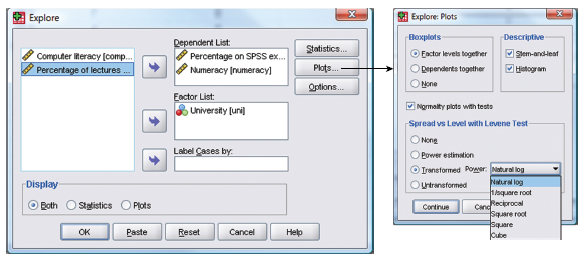 Explore
Computer literacy [comp...
Percentage of lectures ...
Dependent List:
Percentage on SPSS ex...
Numeracy [numeracy]
Factor List:
University [uni]
Label Cases by:
Statistics...
Plots...
Options...
Display
Both
Statistics
Plots
OK
Paste
Reset
Cancel
Help
Explore: Plots
Boxplots
Factor levels together
Dependents together
None
Descriptive
Stem-and-leaf
Histogram
Normality plots with tests
Spread vs Level with Levene Test
None
Power estimation
Transformed Power: Natural log
Untransformed
Natural log
1/square root
Reciprocal
Square root
Square
Cube
Continue
Canc